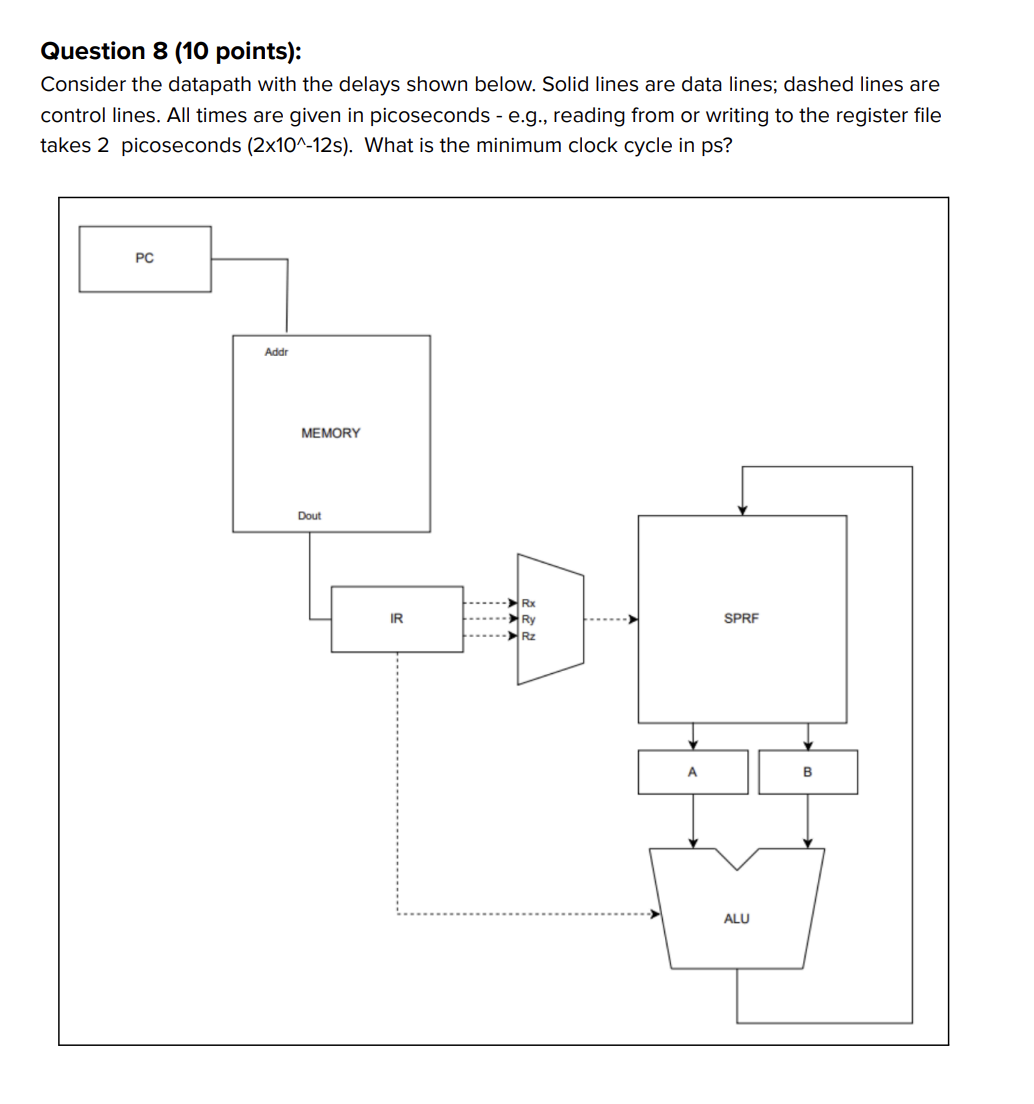 Question 8 (10 points):
Consider the datapath with the delays shown below. Solid lines are data lines; dashed lines are
control lines. All times are given in picoseconds - e.g., reading from or writing to the register file
takes 2  picoseconds (2x10^-12s).  What is the minimum clock cycle in ps?
PC
Addr
MEMORY
Dout
IR
Rx
Ry
Rz
SPRF
A
B
ALU